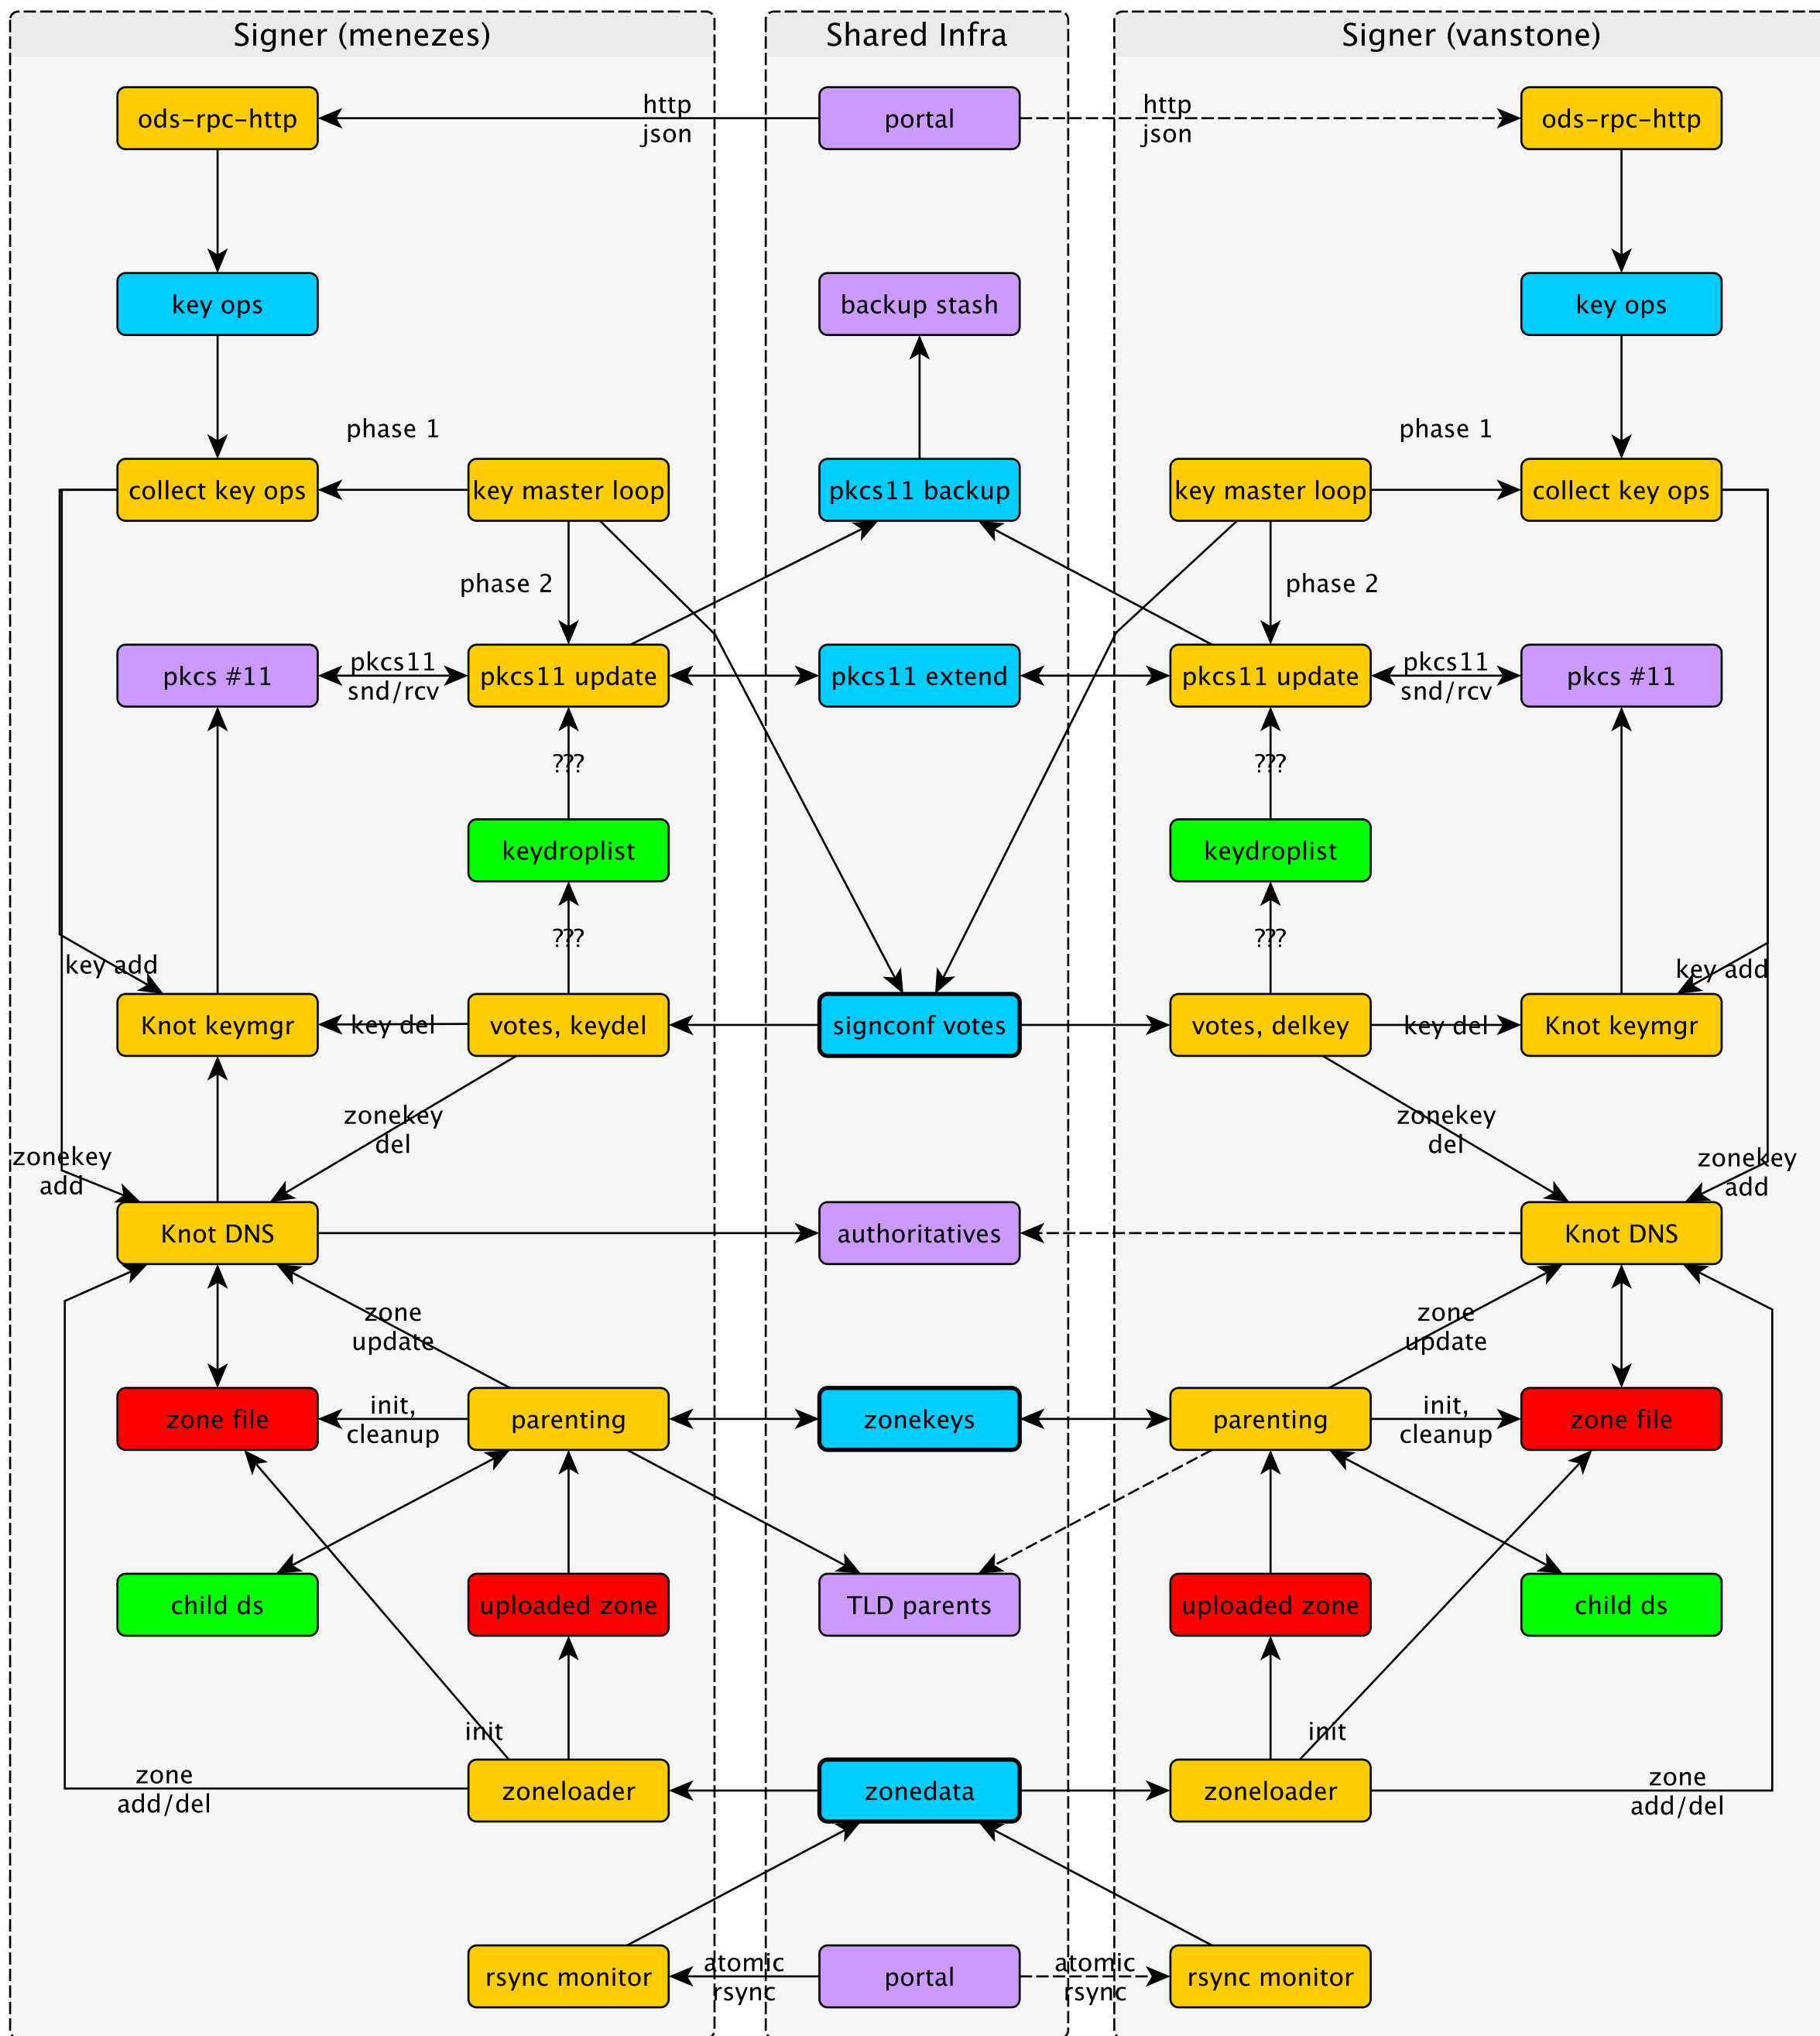 Signer (menezes)
Shared Infra
Signer (vanstone)
ods-rpc-http
http
json
portal
http
json
ods-rpc-http
key ops
backup stash
key ops
phase 1
phase 1
collect key ops
key master loop
pkcs11 backup
key master loop
collect key ops
phase 2
phase 2
pkcs #11
pkcs11
snd/rcv
pkcs11 update
pkcs11 extend
pkcs11 update
pkcs11
snd/rcv
pkcs #11
???
???
keydroplist
keydroplist
???
???
key add
key add
Knot keymgr
key del
votes, keydel
signconf votes
votes, delkey
key del
Knot keymgr
zonekey
del
zonekey
del
zonekey
add
zonekey
add
Knot DNS
authoritatives
Knot DNS
zone
update
zone
update
zone file
init,
cleanup
parenting
zonekeys
parenting
init,
cleanup
zone file
child ds
uploaded zone
TLD parents
uploaded zone
child ds
init
init
zone
add/del
zoneloader
zonedata
zoneloader
zone
add/del
rsync monitor
atomic
rsync
portal
atomic
rsync
rsync monitor